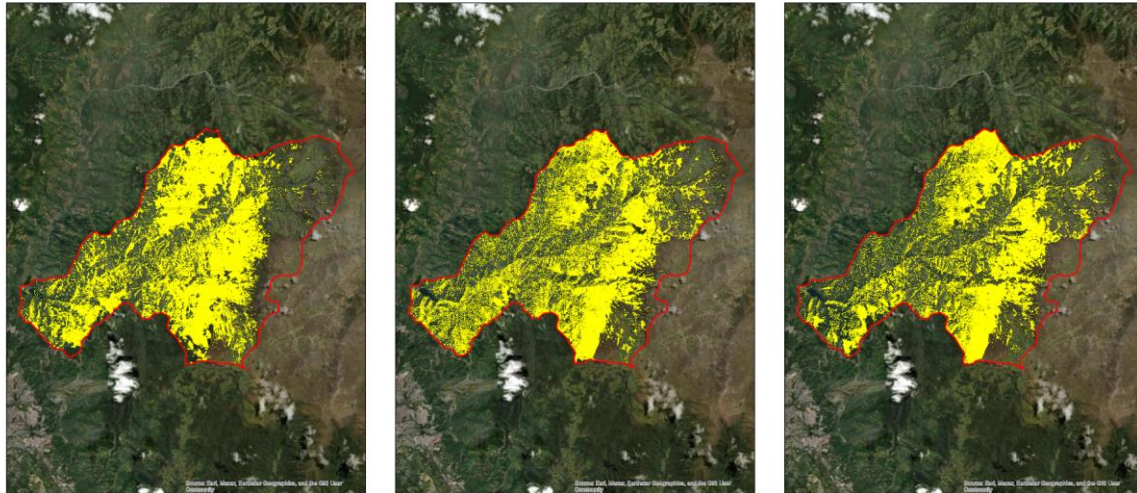 Source: Esri, Maxar, Earthstar Geographics, and the GIS User
Community
Source: Esri, Maxar, Earthstar Geographics, and the GIS User
Community
Source: Esri, Maxar, Earthstar Geographics, and the GIS User
Community